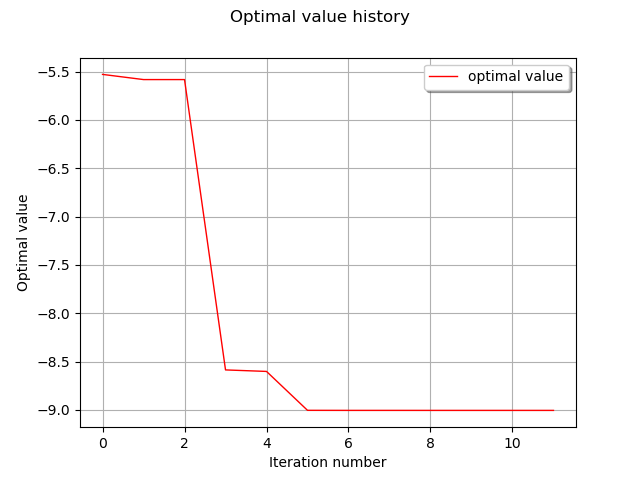 Optimal value history
optimal value
−5.5
−6.0
−6.5
−7.0
−7.5
−8.0
−8.5
−9.0
Optimal value
0 2 4 6 8 10
Iteration number